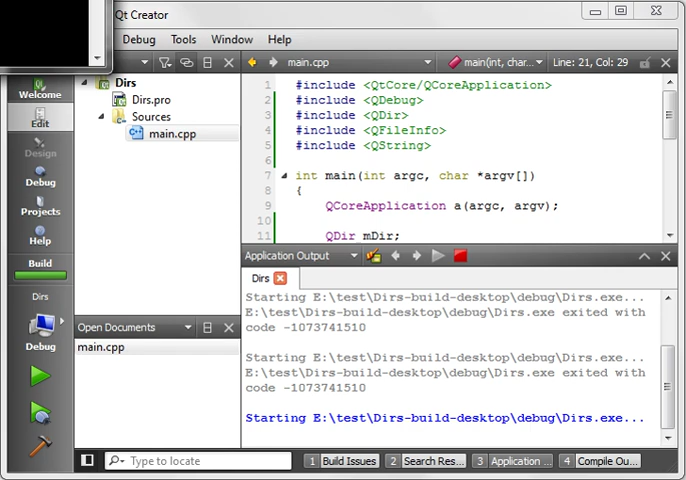 Qt Creator
Debug Tools Window Help
main.cpp
main(int, char...
Line: 21, Col: 29
Welcome
Edit
Design
Debug
Projects
Help
Build
Dirs
Debug
Dirs
Dirs.pro
Sources
main.cpp
Open Documents
main.cpp
1 #include <QtCore/QCoreApplication>
2 #include <QDebug>
3 #include <QDir>
4 #include <QFileInfo>
5 #include <QString>
6
7 int main(int argc, char *argv[])
8 {
9 QCoreApplication a(argc, argv);
10
11 QDir mDir;
Application Output
Dirs
Starting E:\test\Dirs-build-desktop\debug\Dirs.exe...
E:\test\Dirs-build-desktop\debug\Dirs.exe exited with
code -1073741510
Starting E:\test\Dirs-build-desktop\debug\Dirs.exe...
E:\test\Dirs-build-desktop\debug\Dirs.exe exited with
code -1073741510
Starting E:\test\Dirs-build-desktop\debug\Dirs.exe...
Type to locate
1 Build Issues
2 Search Res...
3 Application ...
4 Compile Ou...